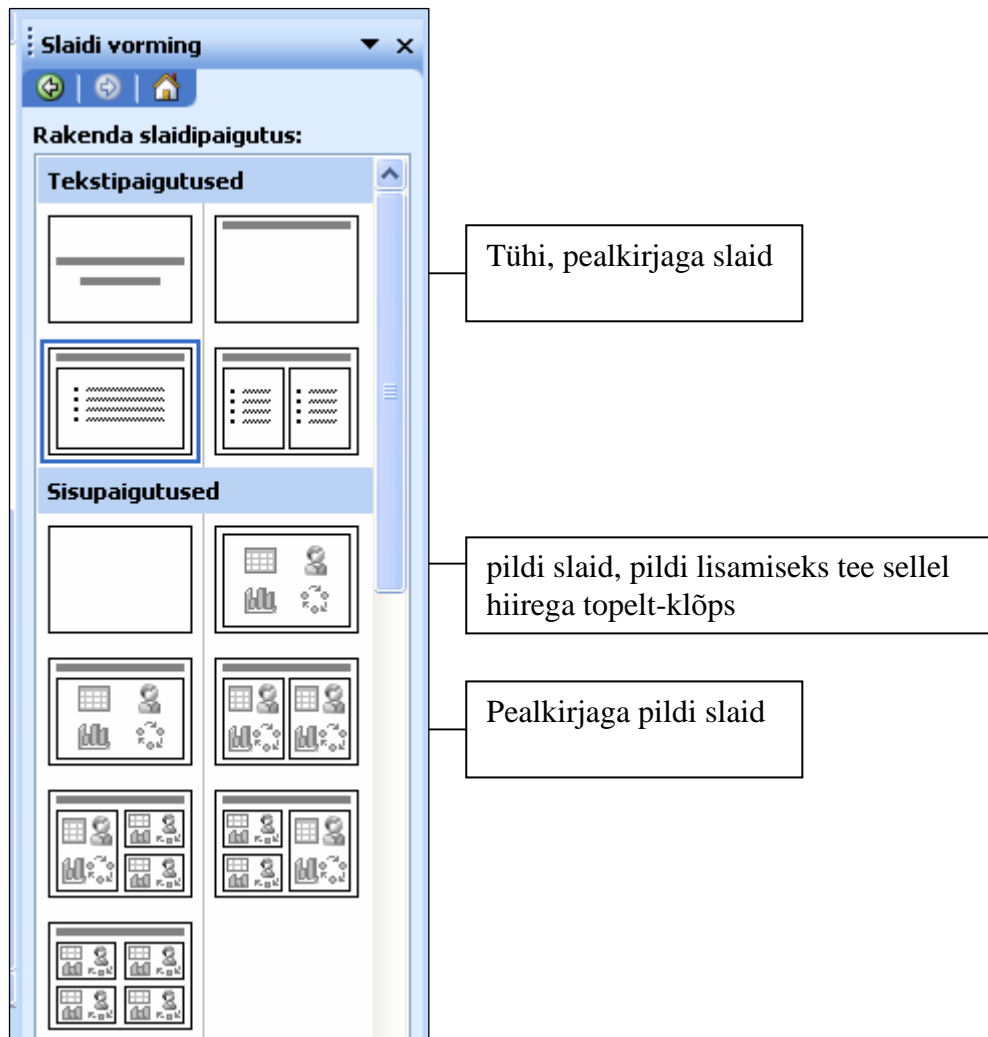 Slaidi vorming
Rakenda slaidipaigutus:
Tekstipaigutused
Tühi, pealkirjaga slaid
Sisupaigutused
pildi slaid, pildi lisamiseks tee sellel
hiirega topelt-klõps
Pealkirjaga pildi slaid